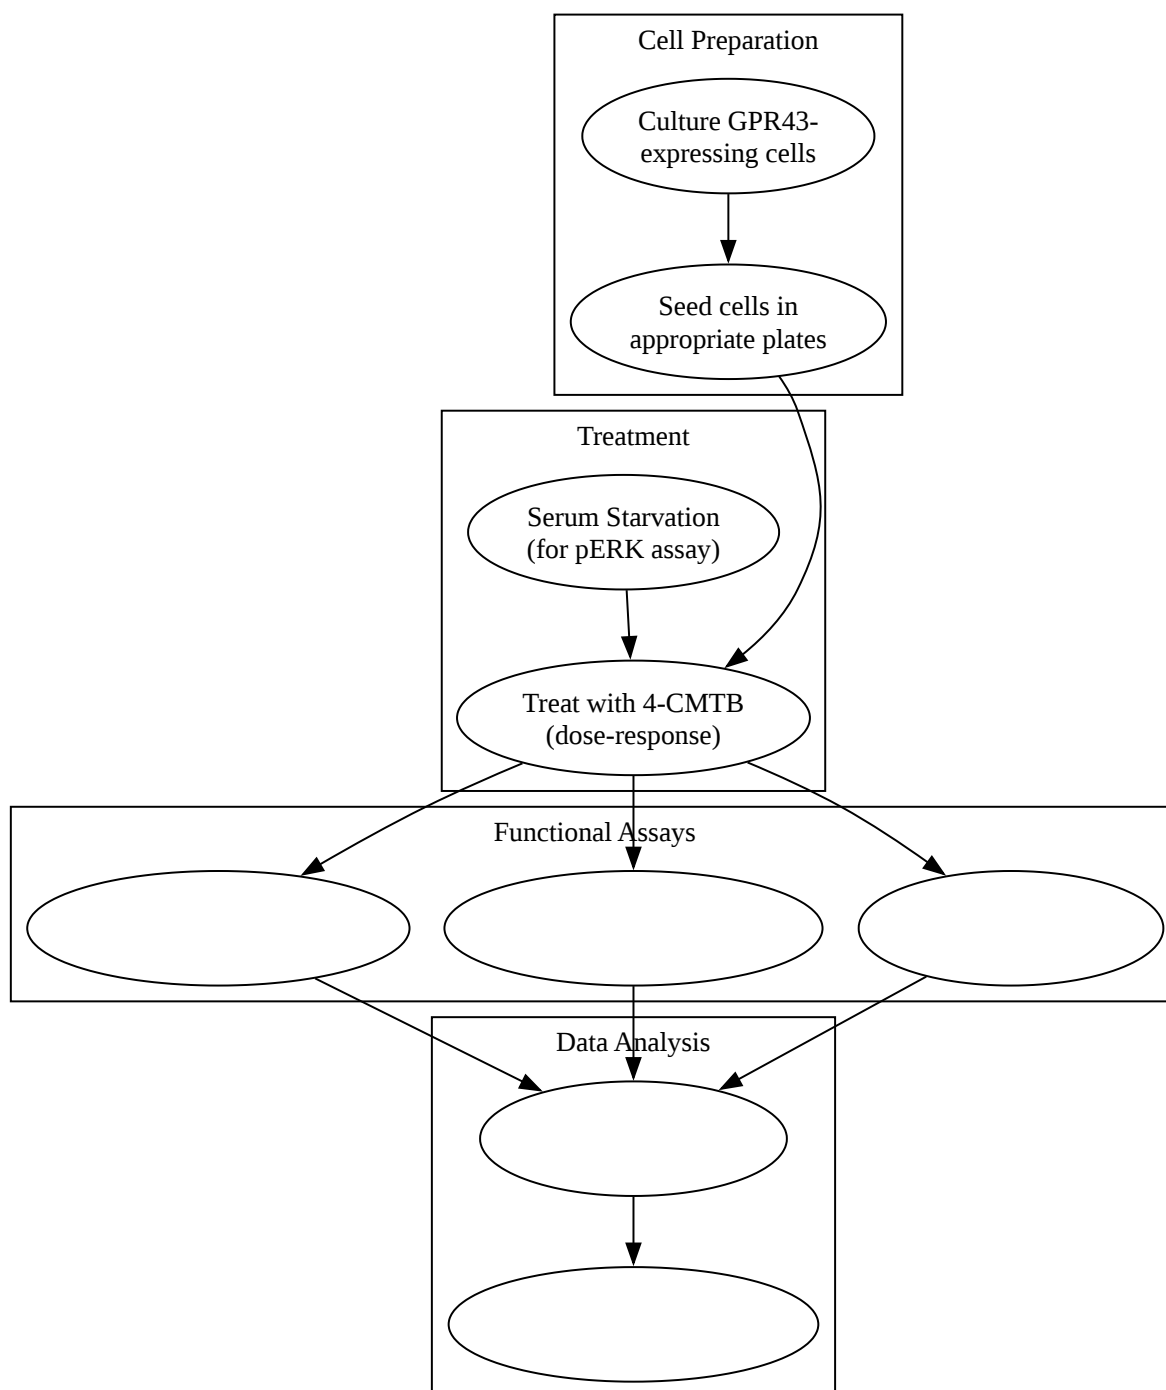 Cell Preparation
Culture GPR43-
expressing cells
Seed cells in
appropriate plates
Treatment
Serum Starvation
(for pERK assay)
Treat with 4-CMTB
(dose-response)
Functional Assays
Data Analysis